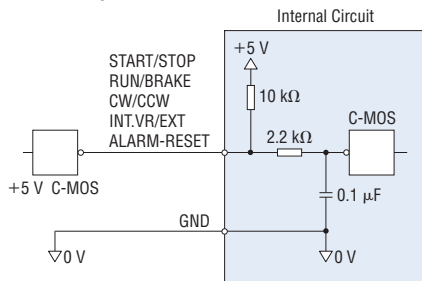 Internal Circuit
+5 V
START/STOP
RUN/BRAKE
CW/CCW
INT.VR/EXT
ALARM-RESET
10 kΩ
C-MOS
2.2 kΩ
+5 V C-MOS
0.1 μF
GND
0 V
0 V